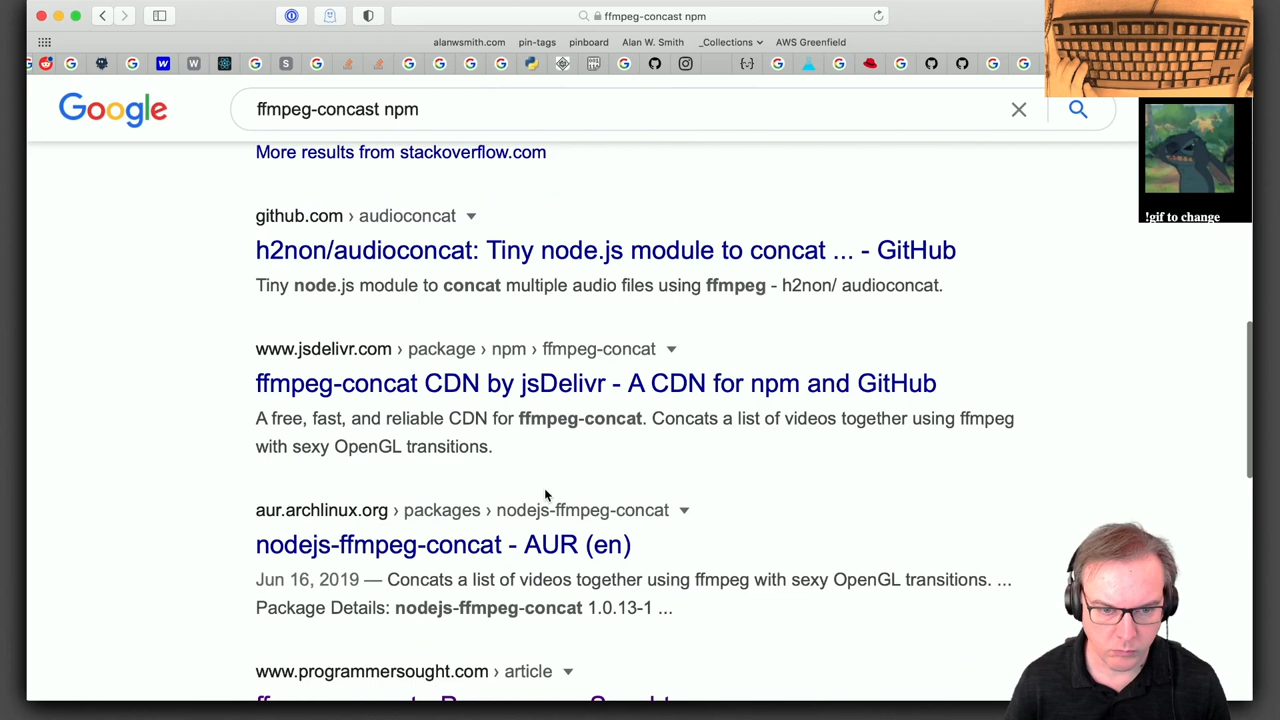 ffmpeg-concast npm
alanwsmith.com pin-tags pinboard Alan W. Smith _Collections AWS Greenfield
Google
ffmpeg-concast npm
!gif to change
More results from stackoverflow.com
github.com › audioconcat
h2non/audioconcat: Tiny node.js module to concat ... - GitHub
Tiny node.js module to concat multiple audio files using ffmpeg - h2non/ audioconcat.
www.jsdelivr.com › package › npm › ffmpeg-concat
ffmpeg-concat CDN by jsDelivr - A CDN for npm and GitHub
A free, fast, and reliable CDN for ffmpeg-concat. Concats a list of videos together using ffmpeg
with sexy OpenGL transitions.
aur.archlinux.org › packages › nodejs-ffmpeg-concat
nodejs-ffmpeg-concat - AUR (en)
Jun 16, 2019 — Concats a list of videos together using ffmpeg with sexy OpenGL transitions. ...
Package Details: nodejs-ffmpeg-concat 1.0.13-1 ...
www.programmersought.com › article